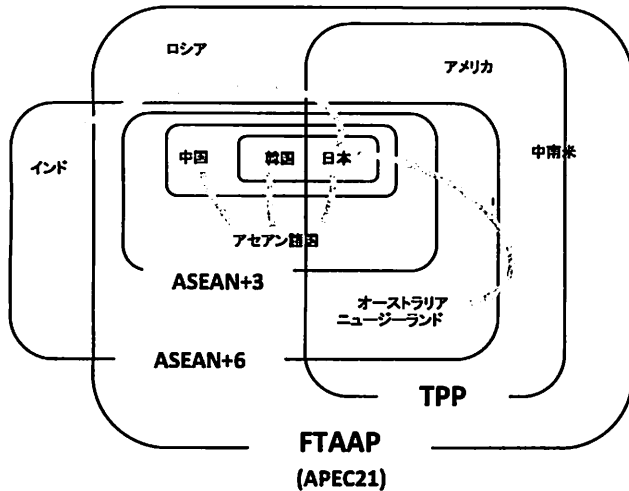 ロシア
アメリカ
インド
中国
韓国
日本
中南米
アセアン諸国
ASEAN+3
オーストラリア
ニュージーランド
ASEAN+6
TPP
FTAAP
(APEC21)